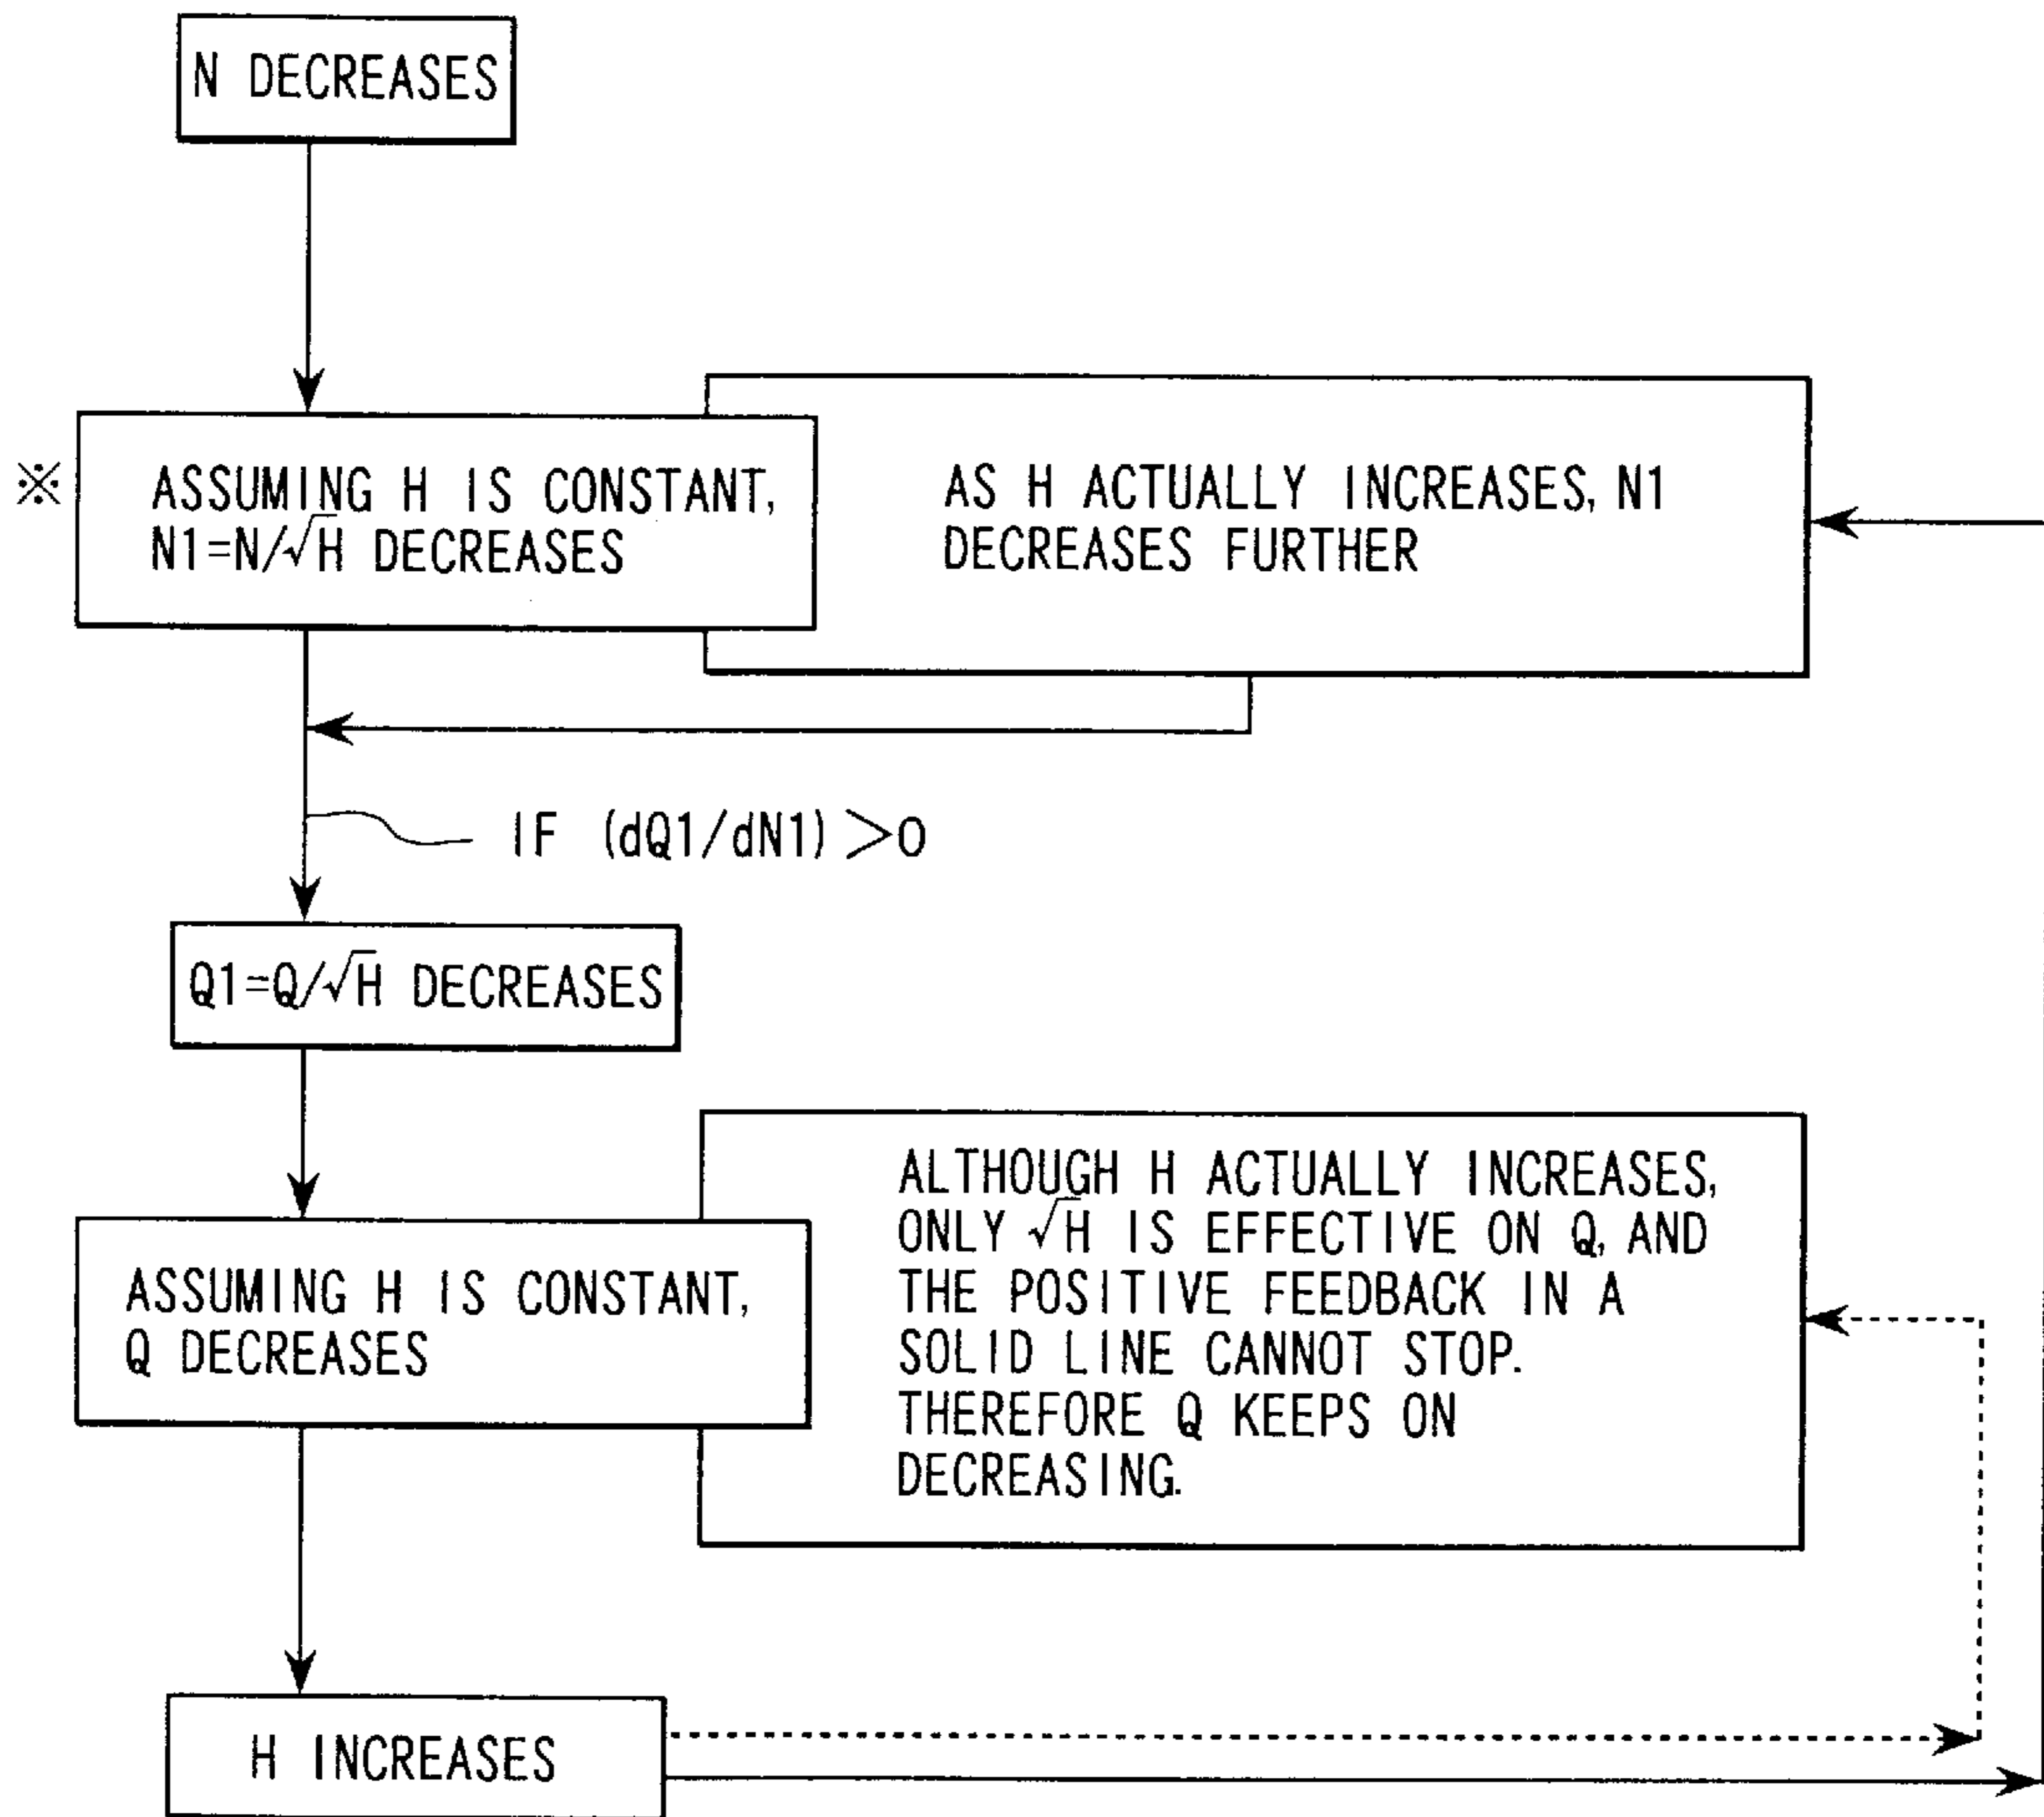 N DECREASES
※
ASSUMING H IS CONSTANT,
N1=N/√H DECREASES
AS H ACTUALLY INCREASES, N1
DECREASES FURTHER
IF (dQ1/dN1) >0
Q1=Q/√H DECREASES
ASSUMING H IS CONSTANT,
Q DECREASES
ALTHOUGH H ACTUALLY INCREASES,
ONLY √H IS EFFECTIVE ON Q, AND
THE POSITIVE FEEDBACK IN A
SOLID LINE CANNOT STOP.
THEREFORE Q KEEPS ON
DECREASING.
H INCREASES